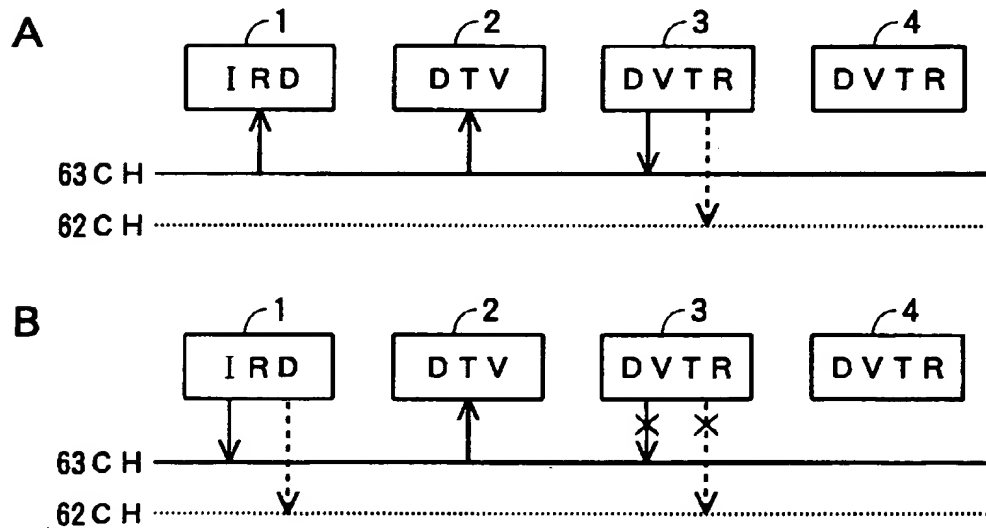 A
1 2 3 4
IRD DTV DVTR DVTR
63CH
62CH
B
1 2 3 4
IRD DTV DVTR DVTR
63CH
62CH